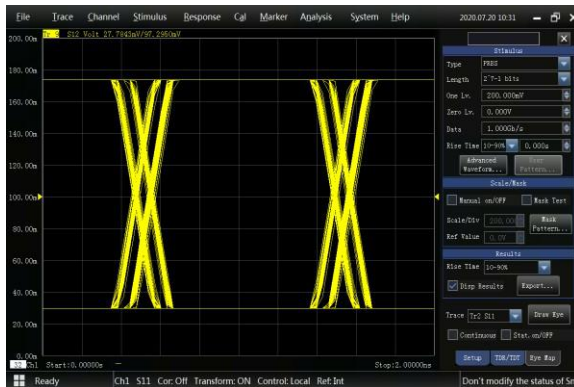 File Trace Channel Stimulus Response Cal Marker Analysis System Help 2020.07.20 10:31
S12 Volt 27.7843mV/97.2950mV
200.00m
180.00m
160.00m
140.00m
120.00m
100.00m
80.00m
60.00m
40.00m
20.00m
0.00m
Ch1 Start:0.00000s Stop:2.00000ns
Stimulus
Type PRBS
Length 2^7-1 bits
One Lv. 200.000mV
Zero Lv. 0.000V
Data 1.000Gb/s
Rise Time 10-90% 0.000s
Advanced
Waveform...
User
Pattern...
Scale/Mask
Manual on/OFF Mask Test
Scale/Div 200.00
Mask
Pattern...
Ref Value 0.0V
Results
Rise Time 10-90%
Disp Results Export...
Trace Tr2 S11 Draw Eye
Continuous Stat.on/OFF
Setup TDR/TDT Eye Map
Ready Ch1 S11 Cor: Off Transform: ON Control: Local Ref: Int Don't modify the status of